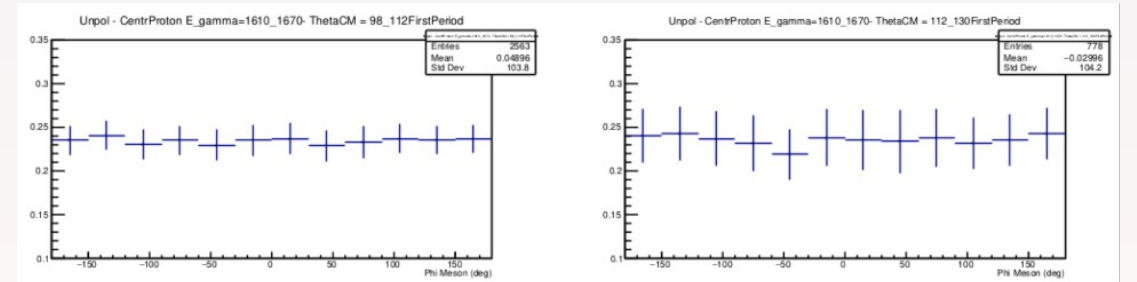 Unpol - CentrProton E_gamma=1610_1670- ThetaCM = 98_112FirstPeriod
Entries 2563
Mean 0.04896
Std Dev 103.8
0.35
0.3
0.25
0.2
0.15
0.1
−150 −100 −50 0 50 100 150
Phi Meson (deg)
Unpol - CentrProton E_gamma=1610_1670- ThetaCM = 112_130FirstPeriod
Entries 778
Mean −0.02996
Std Dev 104.2
0.35
0.3
0.25
0.2
0.15
0.1
−150 −100 −50 0 50 100 150
Phi Meson (deg)